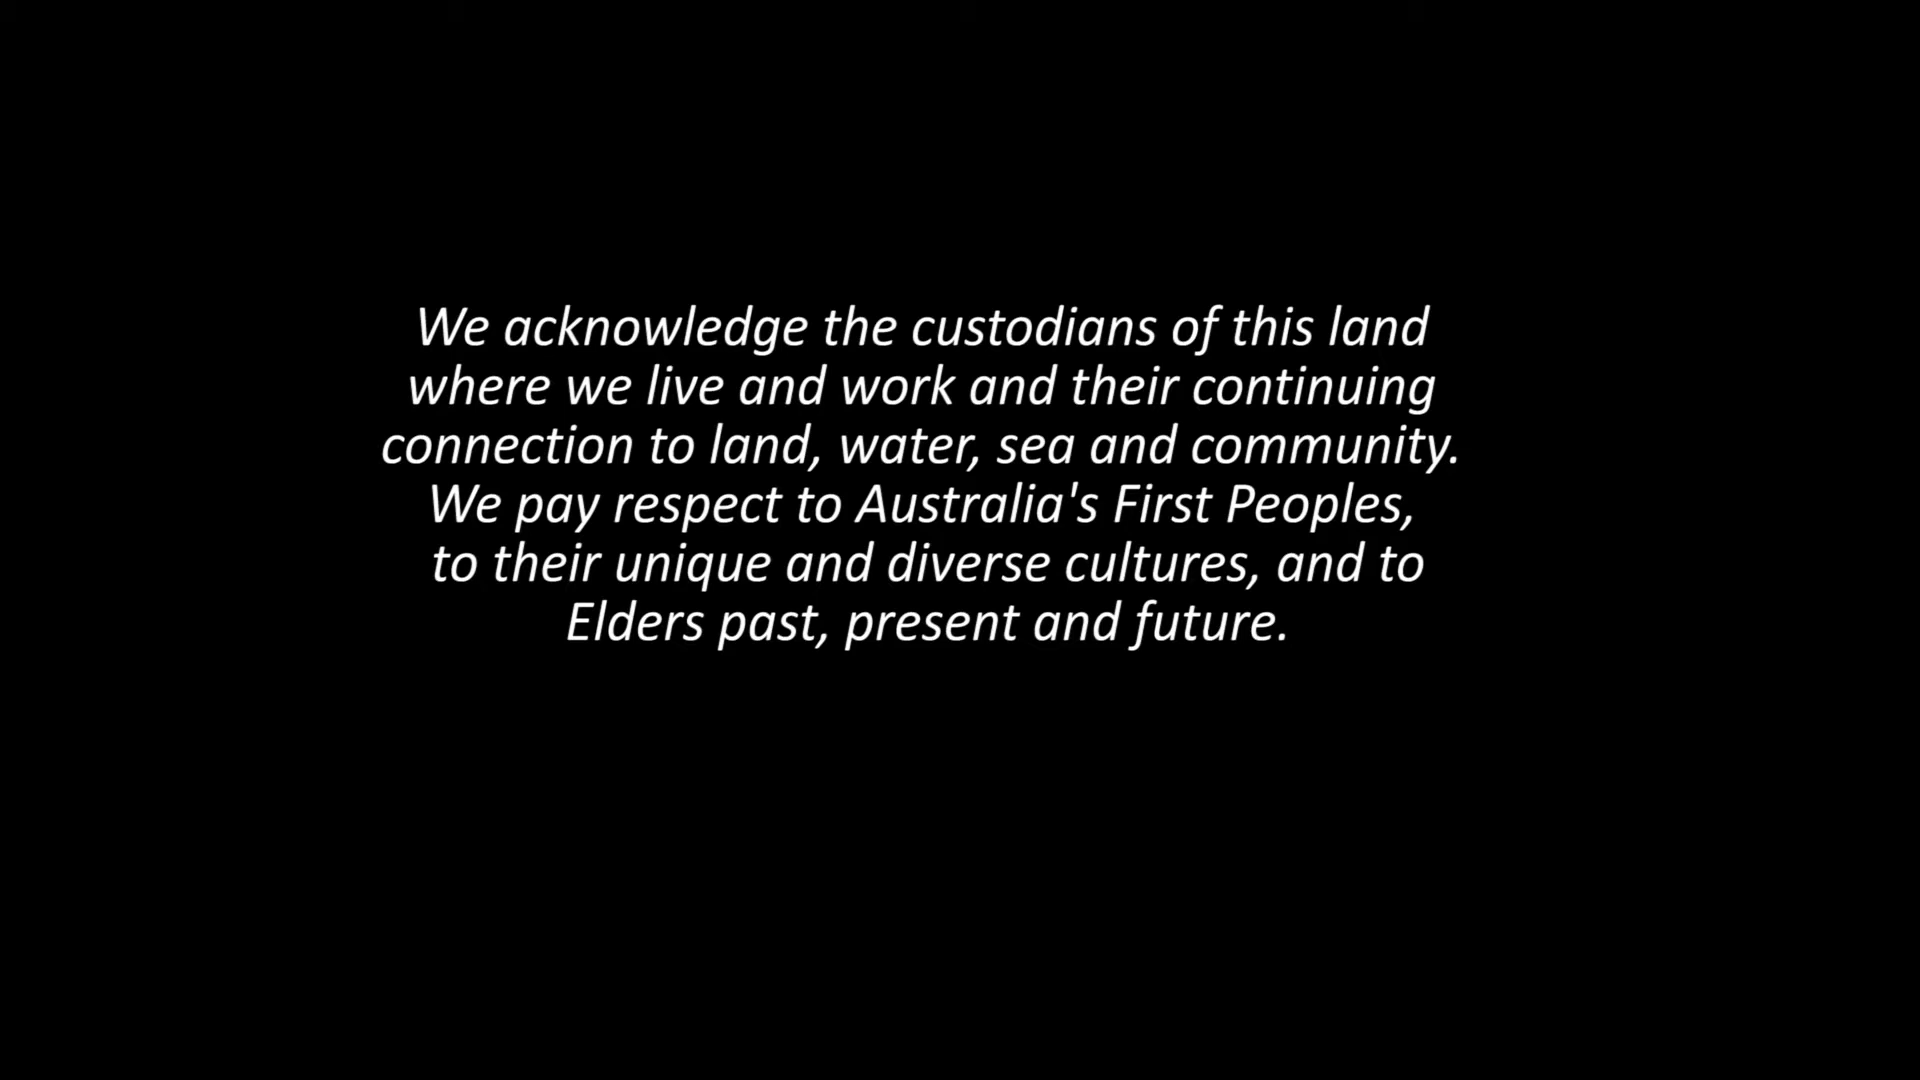 We acknowledge the custodians of this land
where we live and work and their continuing
connection to land, water, sea and community.
We pay respect to Australia's First Peoples,
to their unique and diverse cultures, and to
Elders past, present and future.